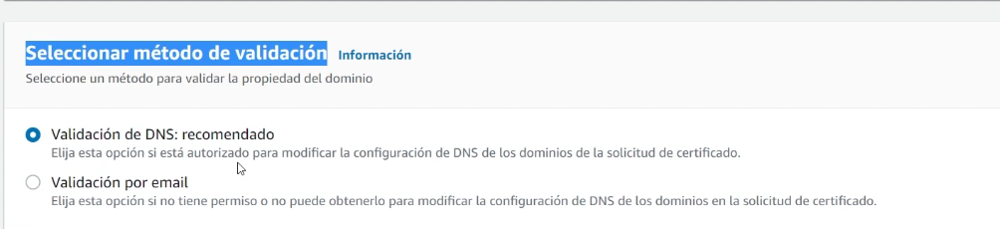 Seleccionar método de validación Información
Seleccione un método para validar la propiedad del dominio
Validación de DNS: recomendado
Elija esta opción si está autorizado para modificar la configuración de DNS de los dominios de la solicitud de certificado.
Validación por email
Elija esta opción si no tiene permiso o no puede obtenerlo para modificar la configuración de DNS de los dominios en la solicitud de certificado.